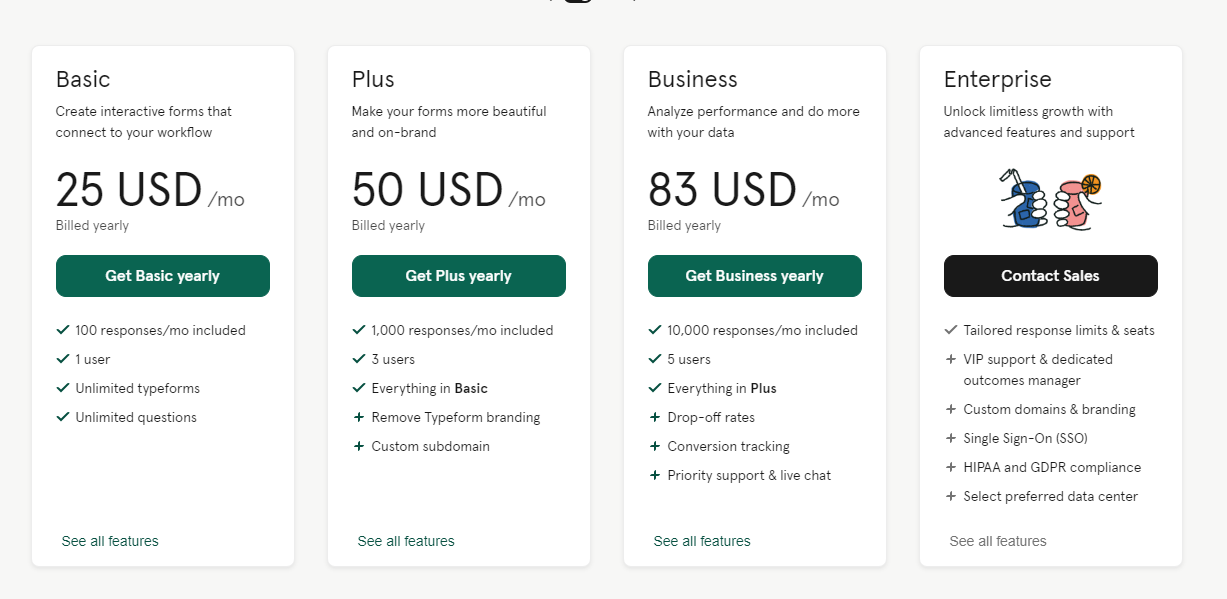 Basic
Create interactive forms that
connect to your workflow
25 USD /mo
Billed yearly
Get Basic yearly
100 responses/mo included
1 user
Unlimited typeforms
Unlimited questions
See all features
Plus
Make your forms more beautiful
and on-brand
50 USD /mo
Billed yearly
Get Plus yearly
1,000 responses/mo included
3 users
Everything in Basic
Remove Typeform branding
Custom subdomain
See all features
Business
Analyze performance and do more
with your data
83 USD /mo
Billed yearly
Get Business yearly
10,000 responses/mo included
5 users
Everything in Plus
Drop-off rates
Conversion tracking
Priority support & live chat
See all features
Enterprise
Unlock limitless growth with
advanced features and support
Contact Sales
Tailored response limits & seats
VIP support & dedicated
outcomes manager
Custom domains & branding
Single Sign-On (SSO)
HIPAA and GDPR compliance
Select preferred data center
See all features